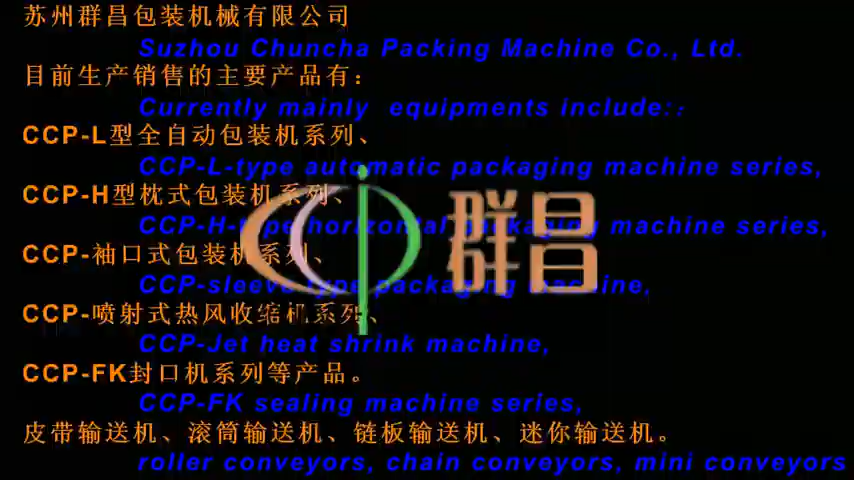 苏州群昌包装机械有限公司
Suzhou Chuncha Packing Machine Co., Ltd.
目前生产销售的主要产品有：
Currently mainly equipments include:：
CCP-L型全自动包装机系列、
CCP-L-type automatic packaging machine series,
CCP-H型枕式包装机系列、
CCP-H-type horizontal packaging machine series,
群昌
CCP-袖口式包装机系列、
CCP-sleeve type packaging machine,
CCP-喷射式热风收缩机系列、
CCP-Jet heat shrink machine,
CCP-FK封口机系列等产品。
CCP-FK sealing machine series,
皮带输送机、滚筒输送机、链板输送机、迷你输送机。
roller conveyors, chain conveyors, mini conveyors